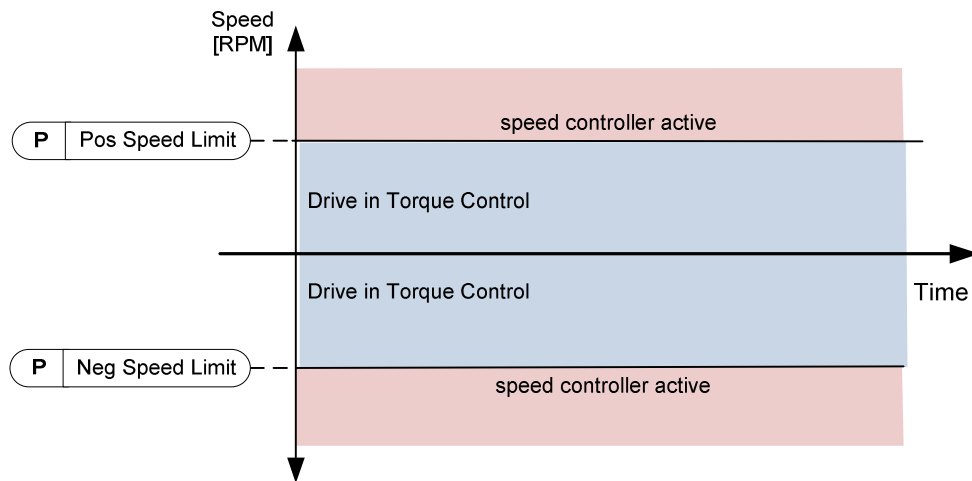 Speed
[RPM]
speed controller active
P Pos Speed Limit
Drive in Torque Control
Drive in Torque Control
Time
P Neg Speed Limit
speed controller active